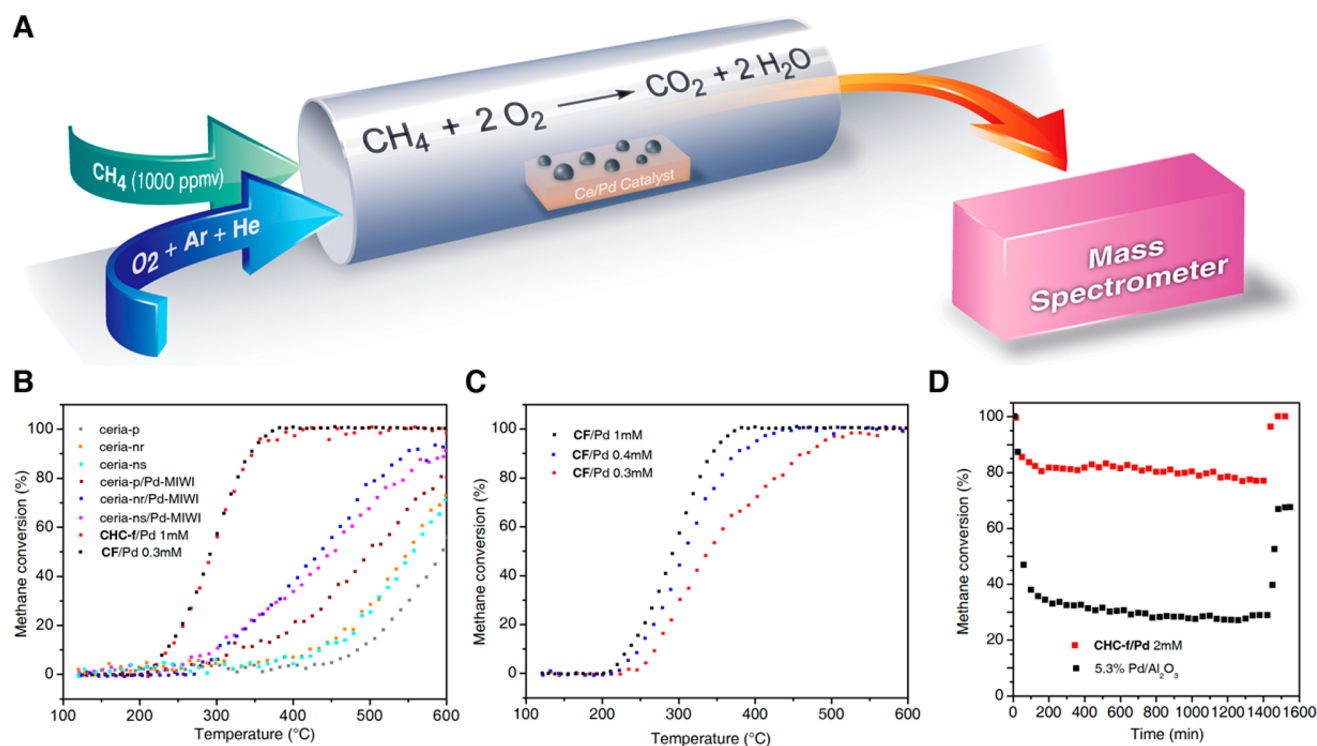 A
CH₄ + 2 O₂ → CO₂ + 2 H₂O
CH₄ (1000 ppmv)
O₂ + Ar + He
Ce/Pd Catalyst
Mass
Spectrometer
B
Methane conversion (%)
100
80
60
40
20
0
ceria-p
ceria-nr
ceria-ns
ceria-p/Pd-MIWI
ceria-nr/Pd-MIWI
ceria-ns/Pd-MIWI
CHC-f/Pd 1mM
CF/Pd 0.3mM
100 200 300 400 500 600
Temperature (°C)
C
Methane conversion (%)
100
80
60
40
20
0
CF/Pd 1mM
CF/Pd 0.4mM
CF/Pd 0.3mM
100 200 300 400 500 600
Temperature (°C)
D
Methane conversion (%)
100
80
60
40
20
0
CHC-f/Pd 2mM
5.3% Pd/Al₂O₃
0 200 400 600 800 1000 1200 1400 1600
Time (min)